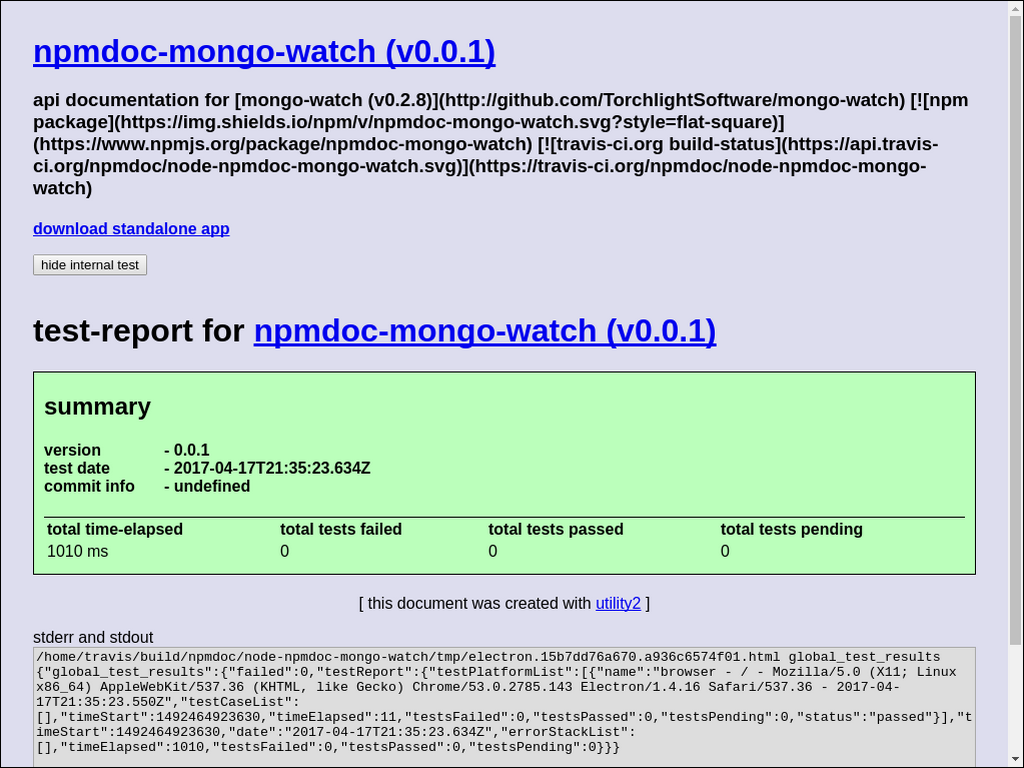 npmdoc-mongo-watch (v0.0.1)
api documentation for [mongo-watch (v0.2.8)](http://github.com/TorchlightSoftware/mongo-watch) [![npm
package](https://img.shields.io/npm/v/npmdoc-mongo-watch.svg?style=flat-square)]
(https://www.npmjs.org/package/npmdoc-mongo-watch) [![travis-ci.org build-status](https://api.travis-
ci.org/npmdoc/node-npmdoc-mongo-watch.svg)](https://travis-ci.org/npmdoc/node-npmdoc-mongo-
watch)
download standalone app
hide internal test
test-report for npmdoc-mongo-watch (v0.0.1)
summary
version - 0.0.1
test date - 2017-04-17T21:35:23.634Z
commit info - undefined
total time-elapsed total tests failed total tests passed total tests pending
1010 ms 0 0 0
[ this document was created with utility2 ]
stderr and stdout
/home/travis/build/npmdoc/node-npmdoc-mongo-watch/tmp/electron.15b7dd76a670.a936c6574f01.html global_test_results
{"global_test_results":{"failed":0,"testReport":{"testPlatformList":[{"name":"browser - / - Mozilla/5.0 (X11; Linux
x86_64) AppleWebKit/537.36 (KHTML, like Gecko) Chrome/53.0.2785.143 Electron/1.4.16 Safari/537.36 - 2017-04-
17T21:35:23.550Z","testCaseList":
[],"timeStart":1492464923630,"timeElapsed":11,"testsFailed":0,"testsPassed":0,"testsPending":0,"status":"passed"}],"t
imeStart":1492464923630,"date":"2017-04-17T21:35:23.634Z","errorStackList":
[],"timeElapsed":1010,"testsFailed":0,"testsPassed":0,"testsPending":0}}}